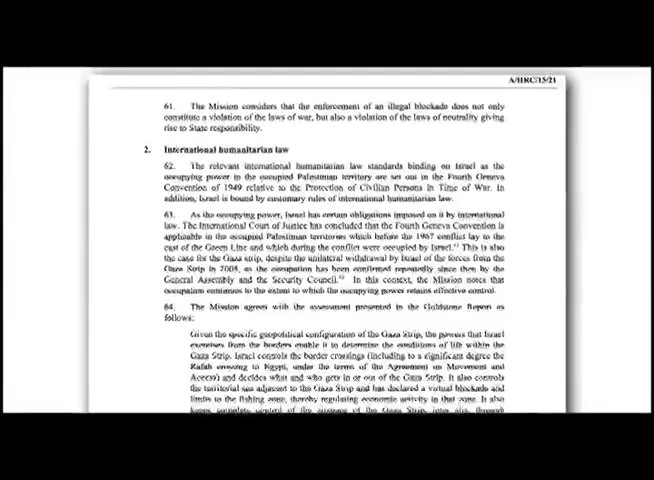 A/HRC/15/21
61. The Mission considers that the enforcement of an illegal blockade does not only
constitute a violation of the laws of war, but also a violation of the laws of neutrality giving
rise to State responsibility.
2. International humanitarian law
62. The relevant international humanitarian law standards binding on Israel as the
occupying power in the occupied Palestinian territory are set out in the Fourth Geneva
Convention of 1949 relative to the Protection of Civilian Persons in Time of War. In
addition, Israel is bound by customary rules of international humanitarian law.
63. As the occupying power, Israel has certain obligations imposed on it by international
law. The International Court of Justice has concluded that the Fourth Geneva Convention is
applicable in the occupied Palestinian territories which before the 1967 conflict lay to the
east of the Green Line and which during the conflict were occupied by Israel. This is also
the case for the Gaza strip, despite the unilateral withdrawal by Israel of the forces from the
Gaza Strip in 2005, as the occupation has been confirmed repeatedly since then by the
General Assembly and the Security Council. In this context, the Mission notes that
occupation continues to the extent to which the occupying power retains effective control.
64. The Mission agrees with the assessment presented in the Goldstone Report as
follows:
Given the specific geopolitical configuration of the Gaza Strip, the powers that Israel
exercises from the borders enable it to determine the conditions of life within the
Gaza Strip. Israel controls the border crossings (including to a significant degree the
Rafah crossing to Egypt, under the terms of the Agreement on Movement and
Access) and decides what and who gets in or out of the Gaza Strip. It also controls
the territorial sea adjacent to the Gaza Strip and has declared a virtual blockade and
limits to the fishing zone, thereby regulating economic activity in that zone. It also
keeps complete control of the airspace of the Gaza Strip, inter alia, through